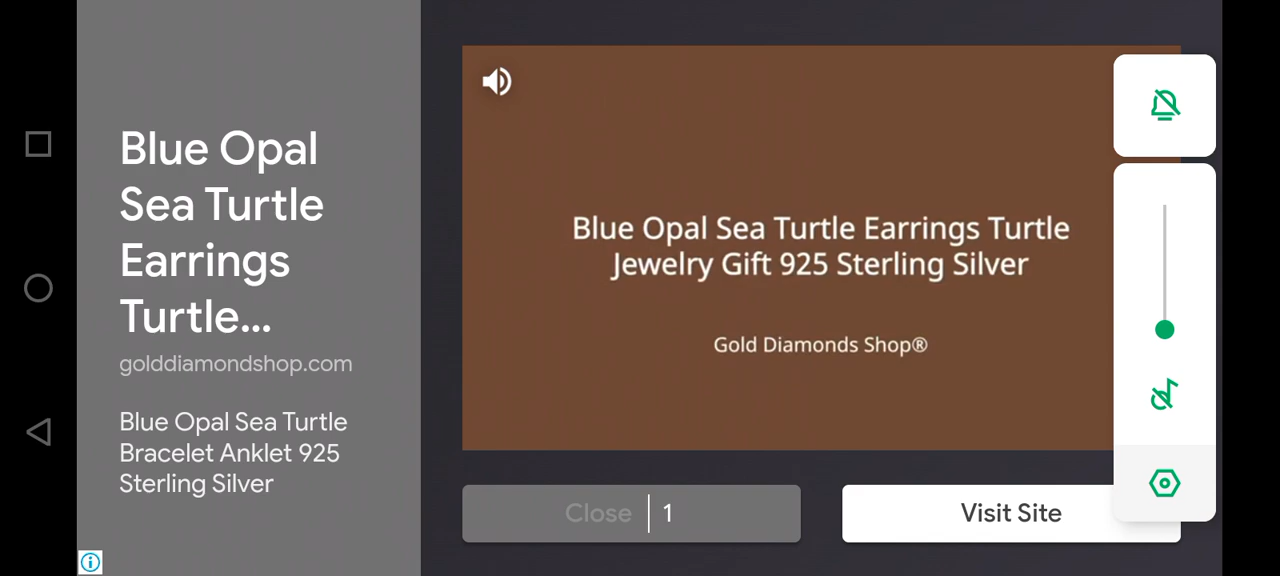 Blue Opal
Sea Turtle
Earrings
Turtle...
golddiamondshop.com
Blue Opal Sea Turtle
Bracelet Anklet 925
Sterling Silver
Blue Opal Sea Turtle Earrings Turtle
Jewelry Gift 925 Sterling Silver
Gold Diamonds Shop®
Close 1
Visit Site